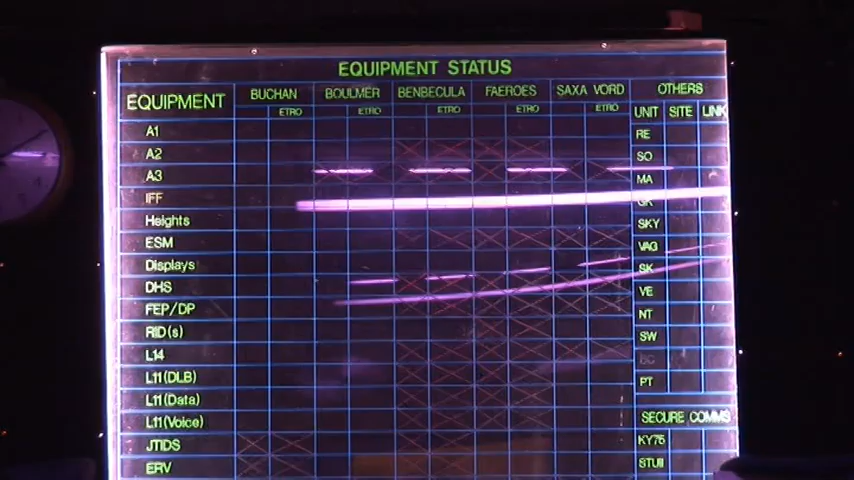 EQUIPMENT STATUS
EQUIPMENT BUCHAN BOULMER BENBECULA FAEROES SAXA VORD OTHERS
ETRO ETRO ETRO ETRO ETRO UNIT SITE LINK
A1 RE
A2 SO
A3 MA
IFF GK
Heights SKY
ESM VAG
Displays SK
DHS VE
FEP/DP NT
RID(s) SW
L14 BC
L11(DLB) PT
L11(Data)
L11(Voice) SECURE COMMS
JTIDS KY75
ERV STUII